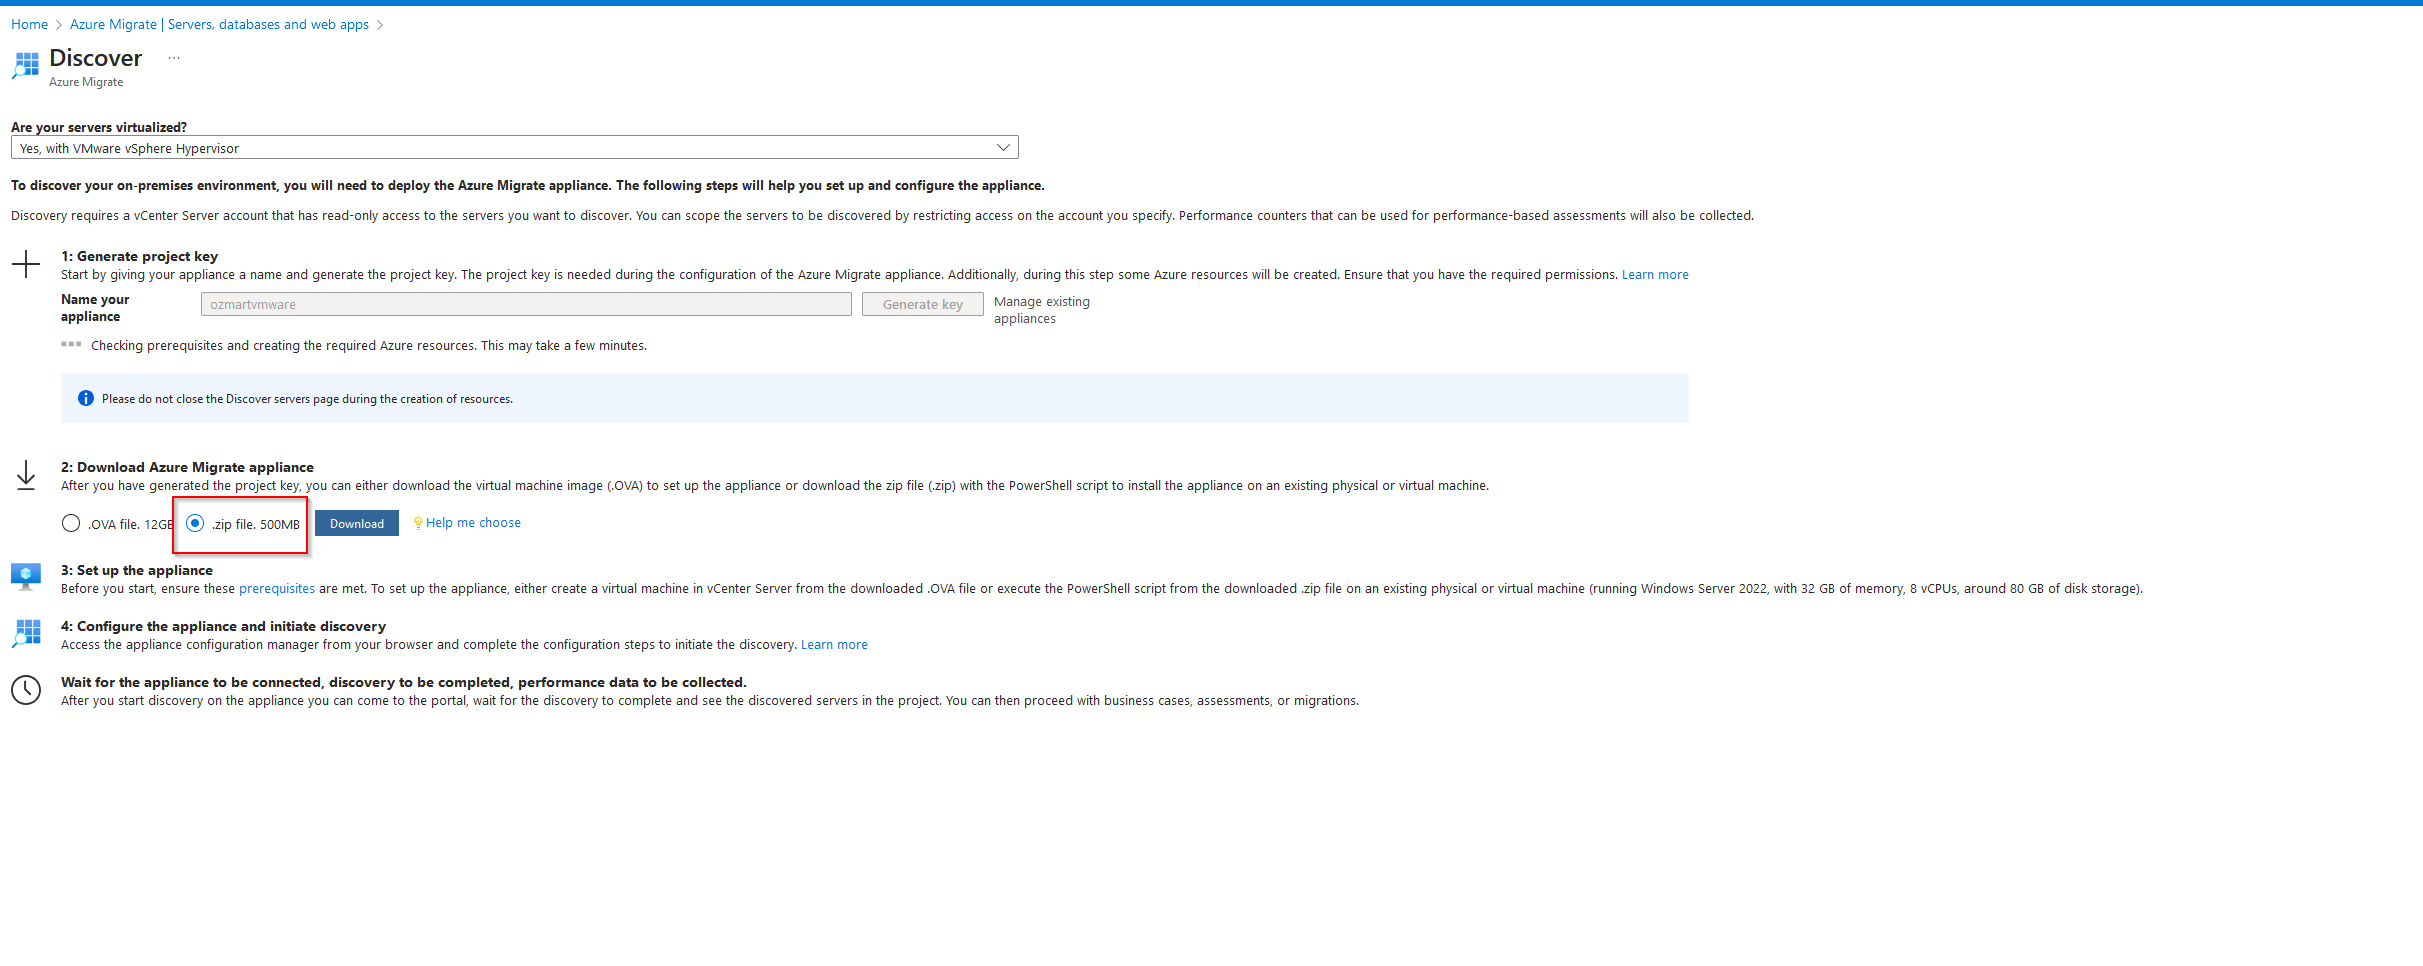 Home > Azure Migrate | Servers, databases and web apps >
Discover ...
Azure Migrate
Are your servers virtualized?
Yes, with VMware vSphere Hypervisor
To discover your on-premises environment, you will need to deploy the Azure Migrate appliance. The following steps will help you set up and configure the appliance.
Discovery requires a vCenter Server account that has read-only access to the servers you want to discover. You can scope the servers to be discovered by restricting access on the account you specify. Performance counters that can be used for performance-based assessments will also be collected.
1: Generate project key
Start by giving your appliance a name and generate the project key. The project key is needed during the configuration of the Azure Migrate appliance. Additionally, during this step some Azure resources will be created. Ensure that you have the required permissions. Learn more
Name your
appliance
ozmartvmware
Generate key
Manage existing
appliances
Checking prerequisites and creating the required Azure resources. This may take a few minutes.
Please do not close the Discover servers page during the creation of resources.
2: Download Azure Migrate appliance
After you have generated the project key, you can either download the virtual machine image (.OVA) to set up the appliance or download the zip file (.zip) with the PowerShell script to install the appliance on an existing physical or virtual machine.
.OVA file. 12GB .zip file. 500MB Download Help me choose
3: Set up the appliance
Before you start, ensure these prerequisites are met. To set up the appliance, either create a virtual machine in vCenter Server from the downloaded .OVA file or execute the PowerShell script from the downloaded .zip file on an existing physical or virtual machine (running Windows Server 2022, with 32 GB of memory, 8 vCPUs, around 80 GB of disk storage).
4: Configure the appliance and initiate discovery
Access the appliance configuration manager from your browser and complete the configuration steps to initiate the discovery. Learn more
Wait for the appliance to be connected, discovery to be completed, performance data to be collected.
After you start discovery on the appliance you can come to the portal, wait for the discovery to complete and see the discovered servers in the project. You can then proceed with business cases, assessments, or migrations.